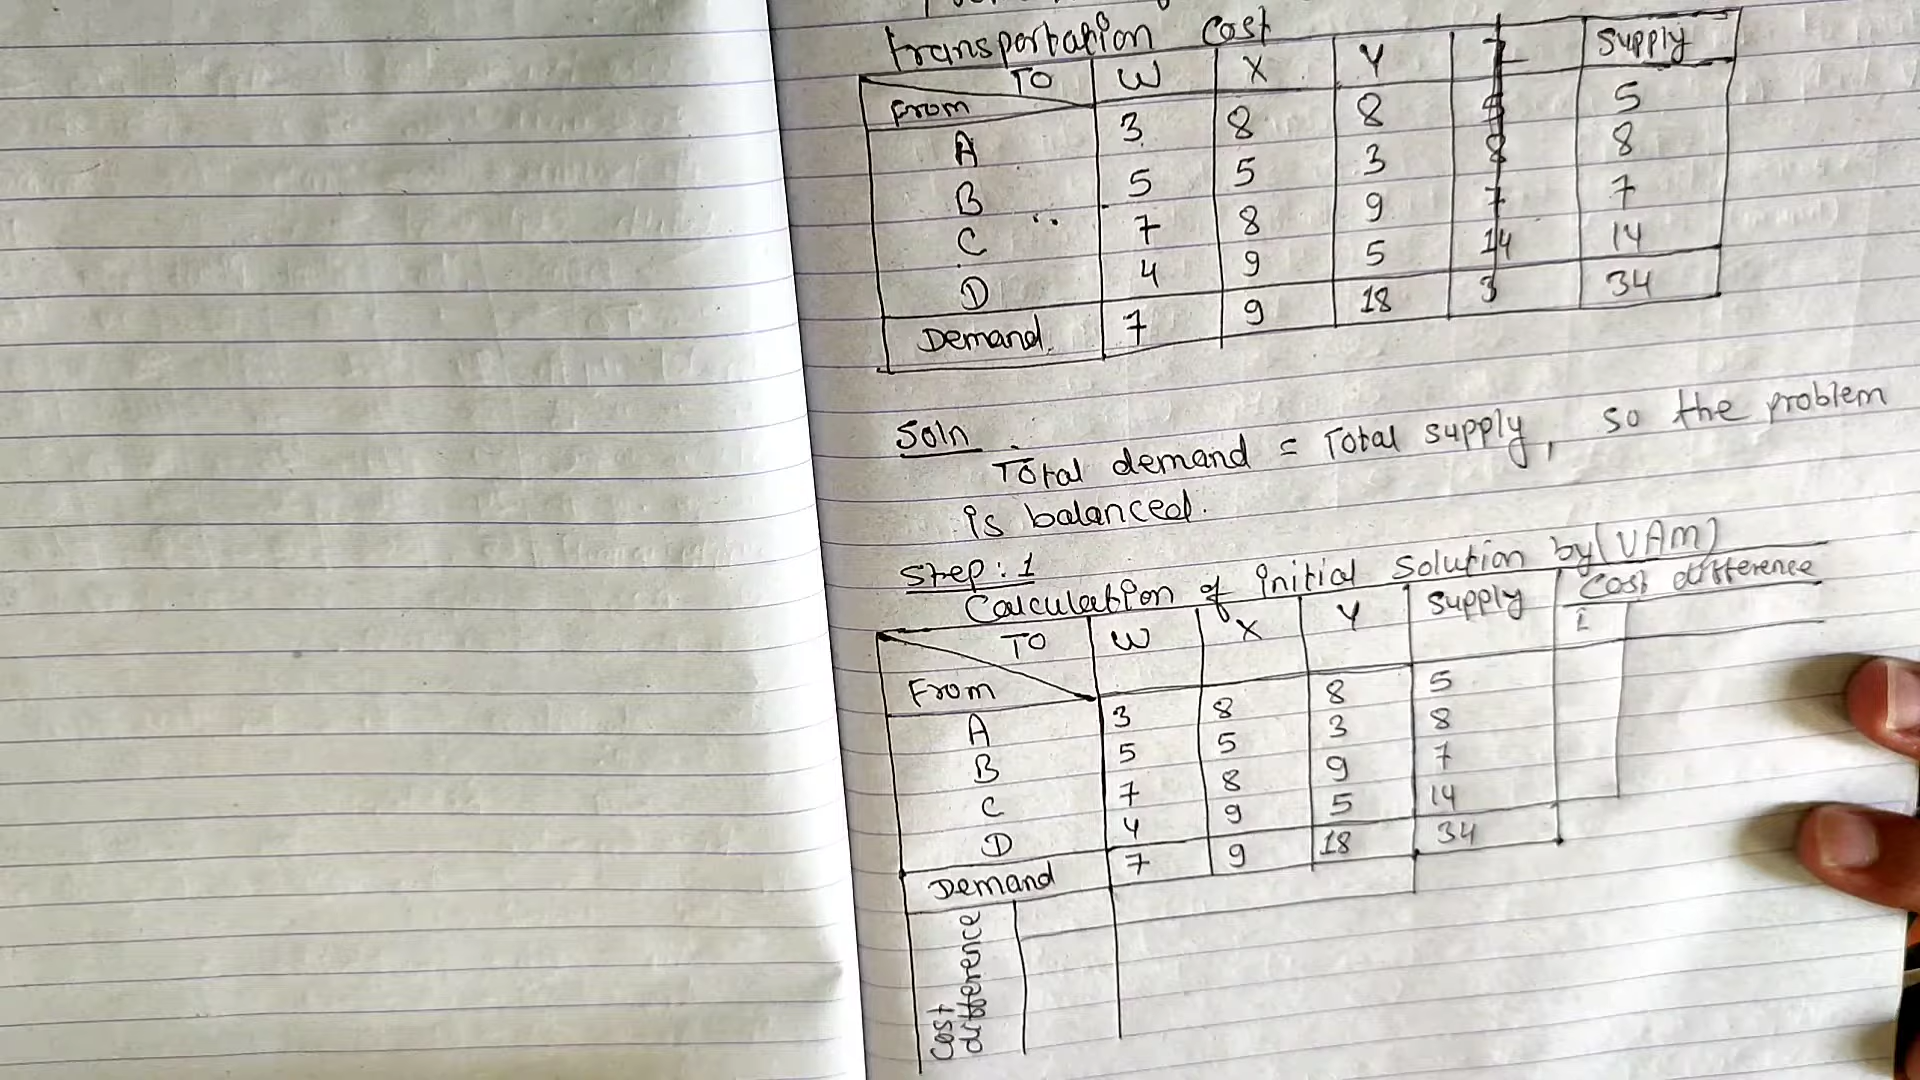 transportation cost
TO W X Y Supply
From
A 3 8 8 5
B 5 5 3 8 8
C 7 8 9 7 7
D 4 9 5 14 14
Demand. 7 9 18 3 34
Soln
Total demand = Total supply, so the problem
is balanced.
Step: 1
Calculation of initial solution by (VAM)
TO W X Y supply Cost difference
From I
A 3 8 8 5
B 5 5 3 8
C 7 8 9 7
D 4 9 5 14
Demand 7 9 18 34
Cost
difference